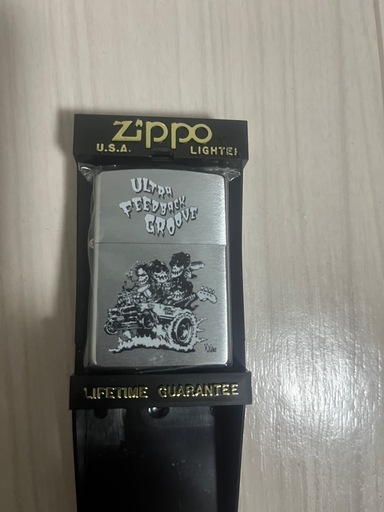 Zippo
U.S.A. LIGHTER
ULTRA
FEEDBACK
GROOVE
LIFETIME GUARANTEE